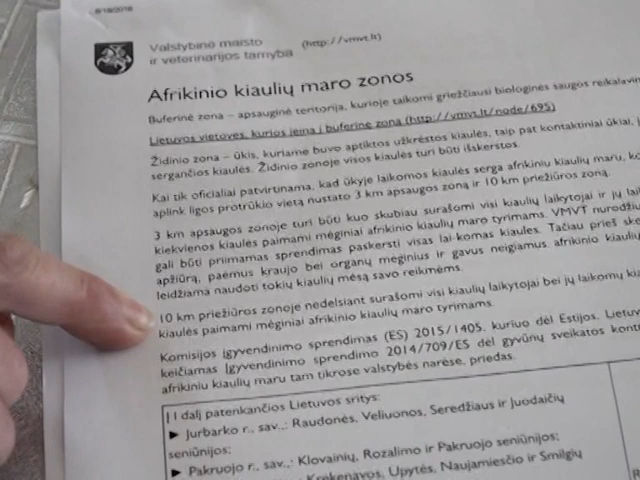 8/18/2018
Valstybinė maisto
ir veterinarijos tarnyba
(http://vmvt.lt)
Afrikinio kiaulių maro zonos
Buferinė zona – apsauginė teritorija, kurioje taikomi griežčiausi biologinės saugos
Lietuvos vietovės, kurios įeina į buferinę zoną (http://vmvt.lt/node/695)
Židinio zona – ūkis, kuriame buvo aptiktos užkrėstos kiaulės, taip pat kontaktiniai ūkiai,
sergančios kiaulės. Židinio zonoje visos kiaulės turi būti išskerstos.
Kai tik oficialiai patvirtinama, kad ūkyje laikomos kiaulės serga afrikiniu kiaulių maru,
aplink ligos protrūkio vietą nustato 3 km apsaugos zoną ir 10 km priežiūros zoną.
3 km apsaugos zonoje turi būti kuo skubiau surašomi visi kiaulių laikytojai ir jų
kiekvienos kiaulės paimami mėginiai afrikinio kiaulių maro tyrimams. VMVT
gali būti priimamas sprendimas paskersti visas laikomas kiaules. Tačiau prieš
apžiūrą, paėmus kraujo bei organų mėginius ir gavus neigiamus afrikinio
leidžiama naudoti tokių kiaulių mėsą savo reikmėms.
10 km priežiūros zonoje nedelsiant surašomi visi kiaulių laikytojai bei jų laikomų
kiaulės paimami mėginiai afrikinio kiaulių maro tyrimams.
Komisijos įgyvendinimo sprendimas (ES) 2015/1405, kuriuo dėl Estijos,
keičiamas Įgyvendinimo sprendimo 2014/709/ES dėl gyvūnų sveikatos
afrikiniu kiaulių maru tam tikrose valstybės narėse, priedas.
Į I dalį patenkančios Lietuvos sritys:
► Jurbarko r., sav.,: Raudonės, Veliuonos, Seredžiaus ir Juodaičių
seniūnijos;
► Pakruojo r., sav.,: Klovainių, Rozalimo ir Pakruojo seniūnijos;
Krekenavos, Upytės, Naujamiesčio ir Smilgių